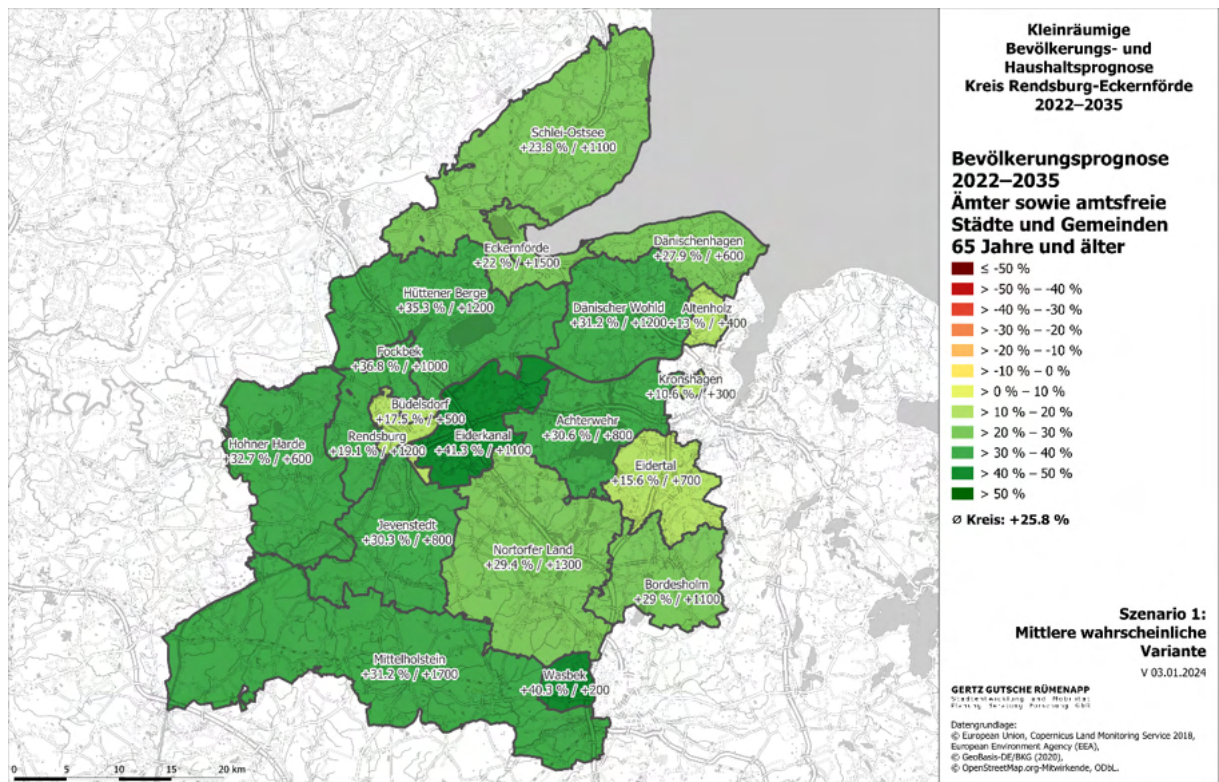 Schlei-Ostsee
+23.8 % / +1100
Eckernförde
+22 % / +1500
Dänischenhagen
+27.9 % / +600
Hüttener Berge
+35.3 % / +1200
Dänischer Wohld
+31.2 % / +1200
Altenholz
+13 % / +400
Fockbek
+36.8 % / +1000
Kronshagen
+10.6 % / +300
Büdelsdorf
+17.5 % / +500
Hohner Harde
+32.7 % / +600
Rendsburg
+19.1 % / +1200
Eiderkanal
+41.3 % / +1100
Achterwehr
+30.6 % / +800
Eidertal
+15.6 % / +700
Jevenstedt
+30.3 % / +800
Nortorfer Land
+29.4 % / +1300
Bordesholm
+29 % / +1100
Mittelholstein
+31.2 % / +1700
Wasbek
+40.3 % / +200
0 5 10 15 20 km
Kleinräumige
Bevölkerungs- und
Haushaltsprognose
Kreis Rendsburg-Eckernförde
2022–2035
Bevölkerungsprognose
2022–2035
Ämter sowie amtsfreie
Städte und Gemeinden
65 Jahre und älter
≤ -50 %
> -50 % – -40 %
> -40 % – -30 %
> -30 % – -20 %
> -20 % – -10 %
> -10 % – 0 %
> 0 % – 10 %
> 10 % – 20 %
> 20 % – 30 %
> 30 % – 40 %
> 40 % – 50 %
> 50 %
Ø Kreis: +25.8 %
Szenario 1:
Mittlere wahrscheinliche
Variante
V 03.01.2024
GERTZ GUTSCHE RÜMENAPP
Stadtentwicklung und Mobilität
Planung Beratung Forschung GbR
Datengrundlage:
© European Union, Copernicus Land Monitoring Service 2018,
European Environment Agency (EEA),
© GeoBasis-DE/BKG (2020),
© OpenStreetMap.org-Mitwirkende, ODbL.